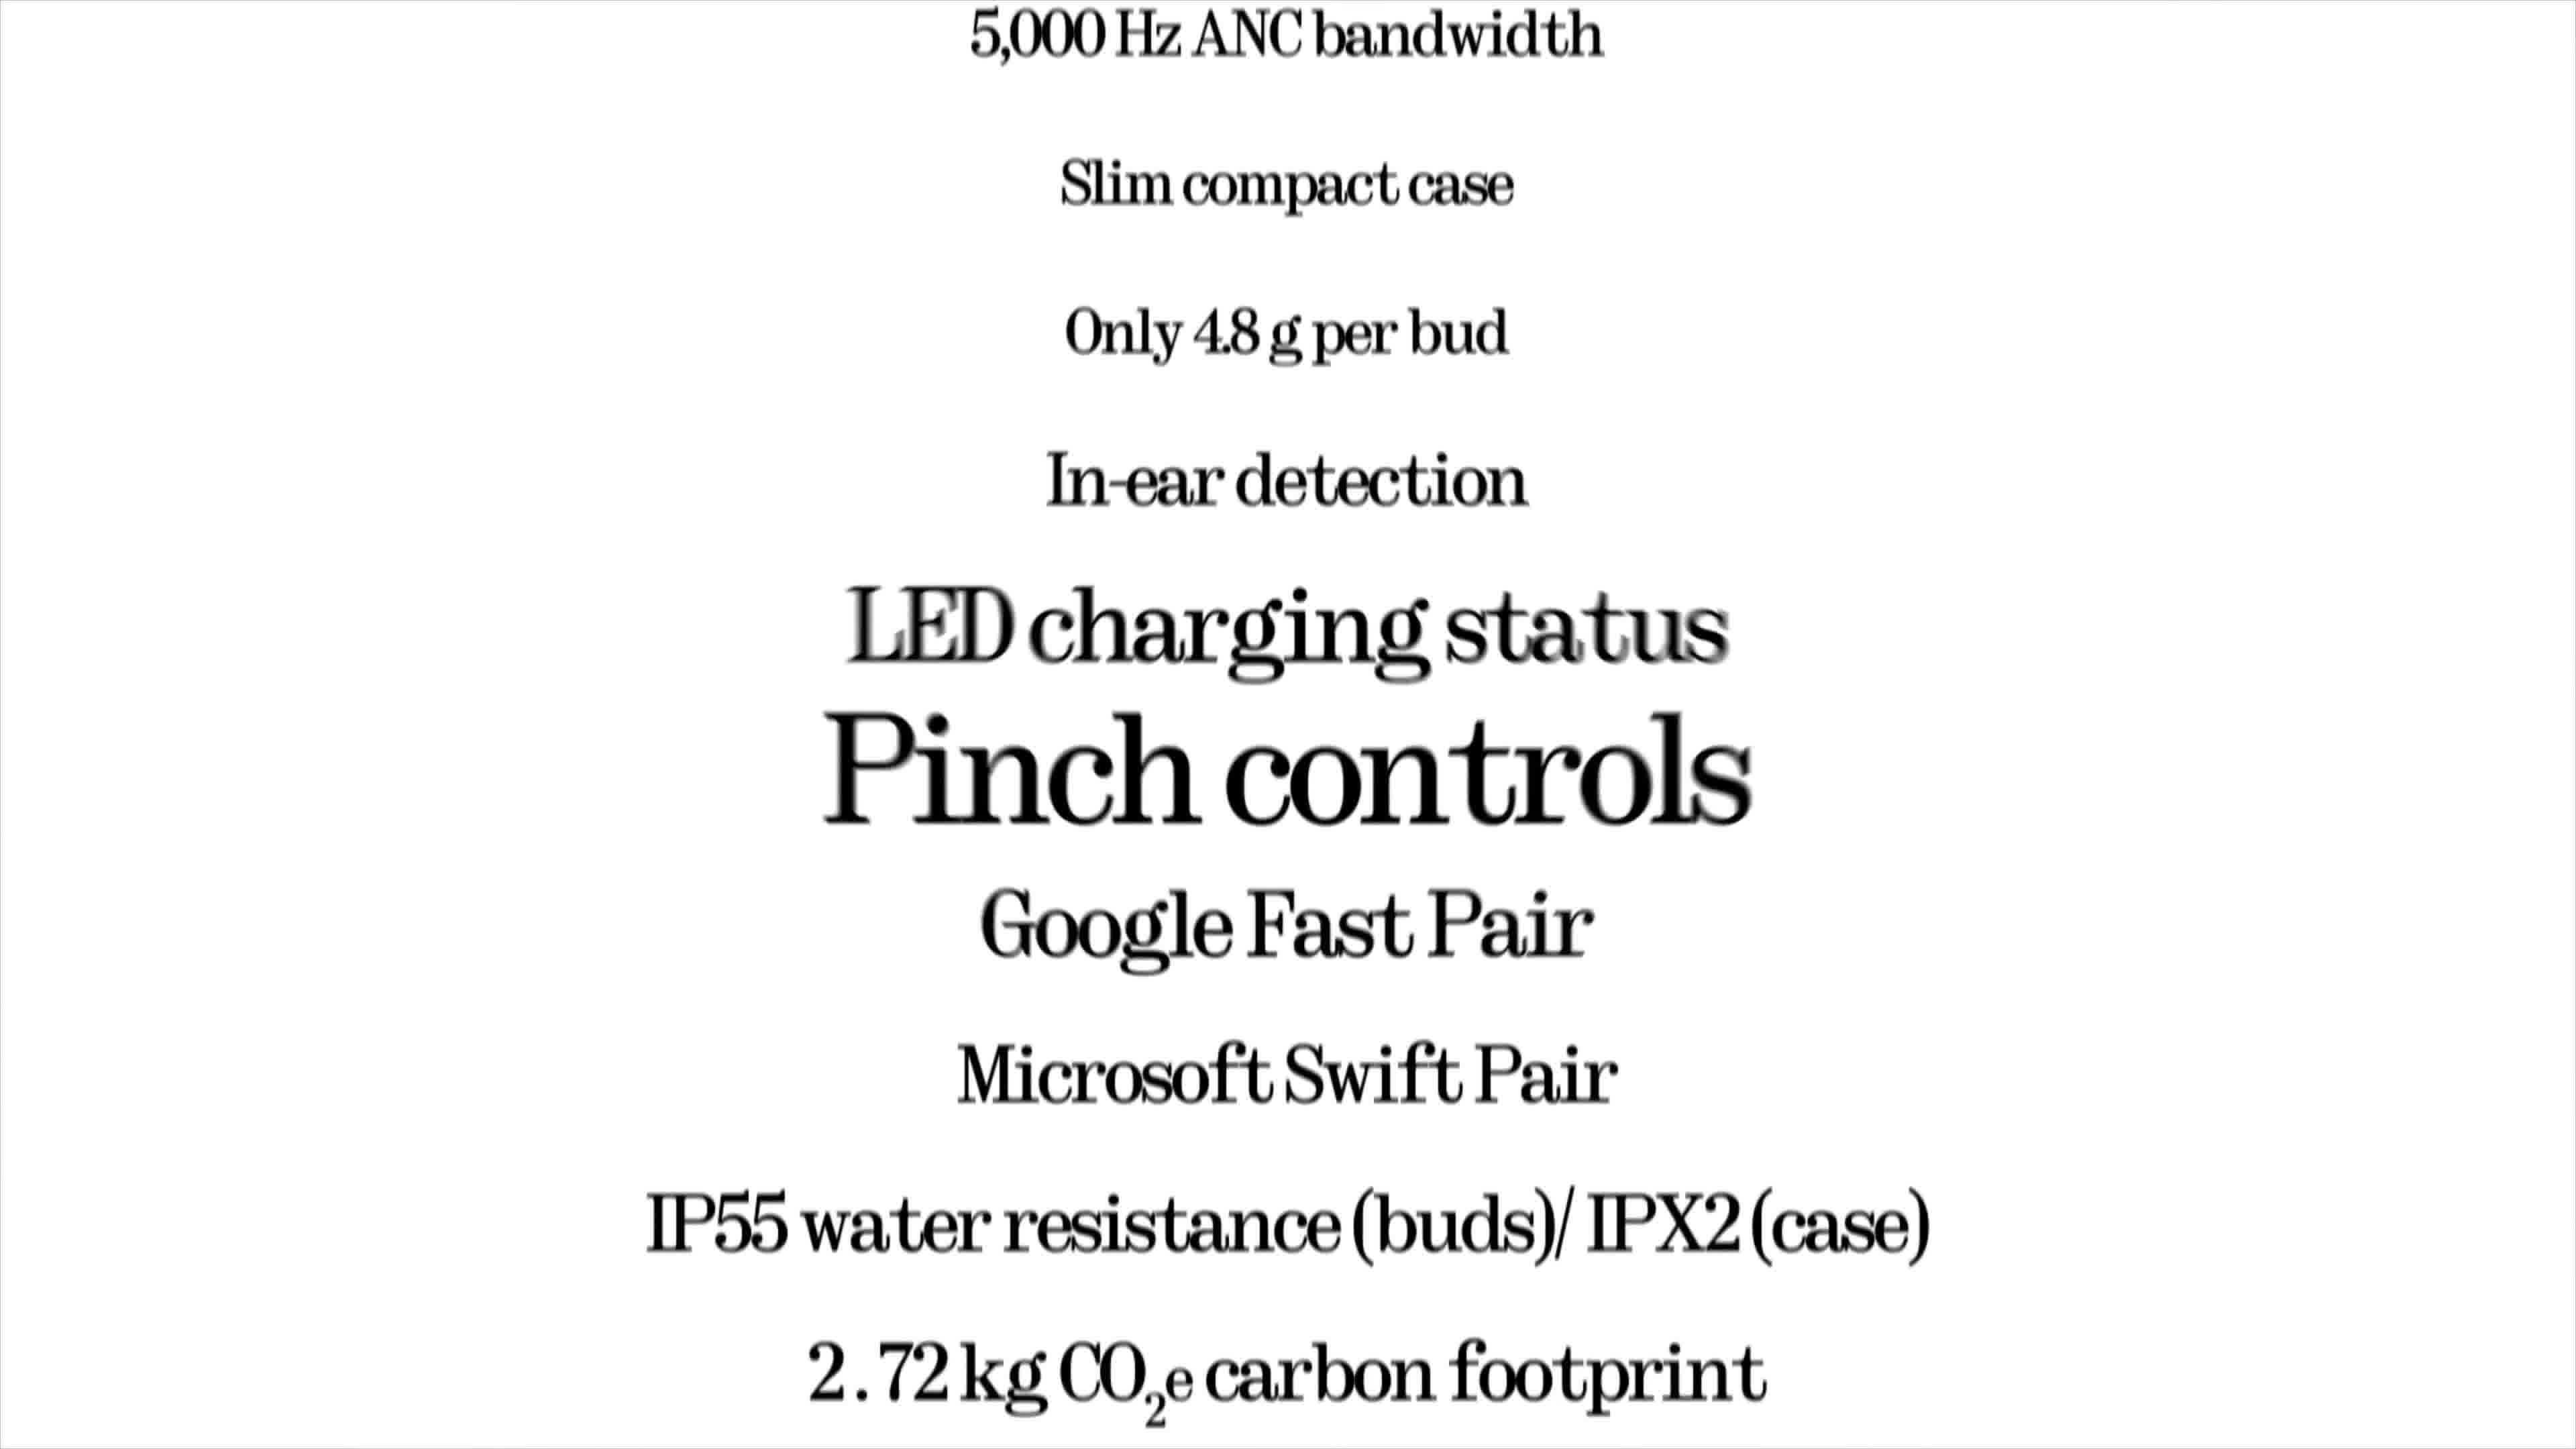 5,000 Hz ANC bandwidth
Slim compact case
Only 4.8 g per bud
In-ear detection
LED charging status
Pinch controls
Google Fast Pair
Microsoft Swift Pair
IP55 water resistance (buds)/ IPX2 (case)
2.72 kg CO₂e carbon footprint